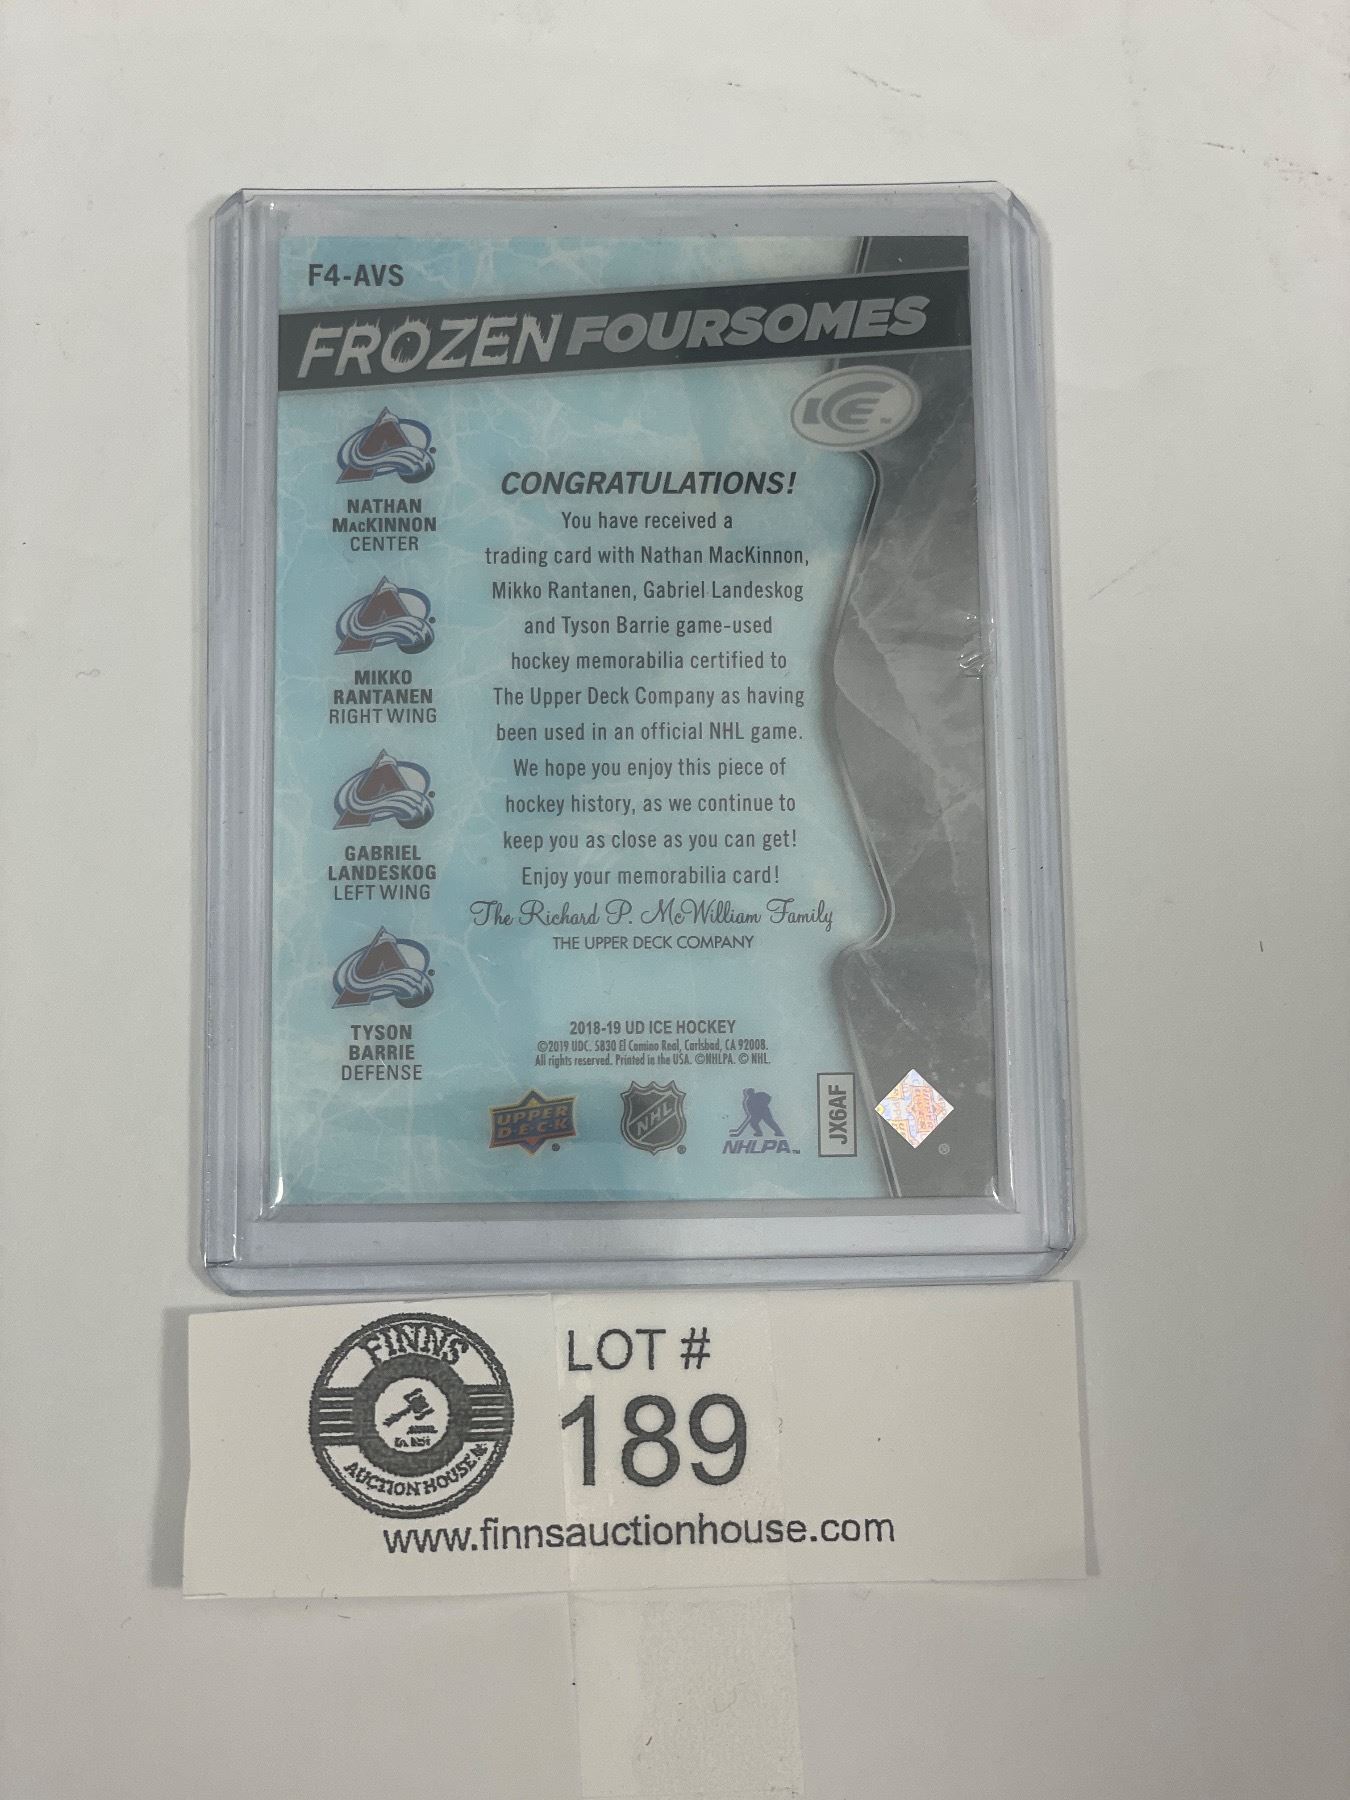 F4-AVS
FROZEN FOURSOMES
ICE™
NATHAN
MacKINNON
CENTER
MIKKO
RANTANEN
RIGHT WING
GABRIEL
LANDESKOG
LEFT WING
TYSON
BARRIE
DEFENSE
CONGRATULATIONS!
You have received a
trading card with Nathan MacKinnon,
Mikko Rantanen, Gabriel Landeskog
and Tyson Barrie game-used
hockey memorabilia certified to
The Upper Deck Company as having
been used in an official NHL game.
We hope you enjoy this piece of
hockey history, as we continue to
keep you as close as you can get!
Enjoy your memorabilia card!
The Richard P. McWilliam Family
THE UPPER DECK COMPANY
2018-19 UD ICE HOCKEY
©2019 UDC. 5830 El Camino Real, Carlsbad, CA 92008.
All rights reserved. Printed in the USA. ©NHLPA. © NHL.
UPPER
D·E·C·K
NHL
NHLPA™
JX6AF
FINNS
AUCTION HOUSE
LOT #
189
www.finnsauctionhouse.com